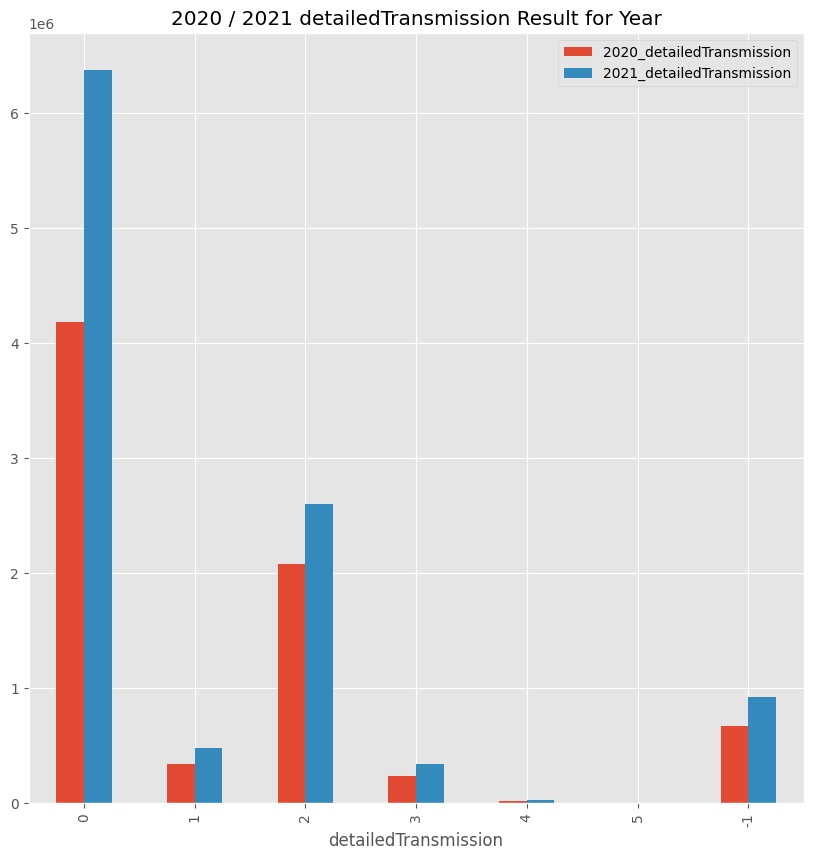 2020 / 2021 detailedTransmission Result for Year
1e6
2020_detailedTransmission
2021_detailedTransmission
6
5
4
3
2
1
0
0 1 2 3 4 5 -1
detailedTransmission